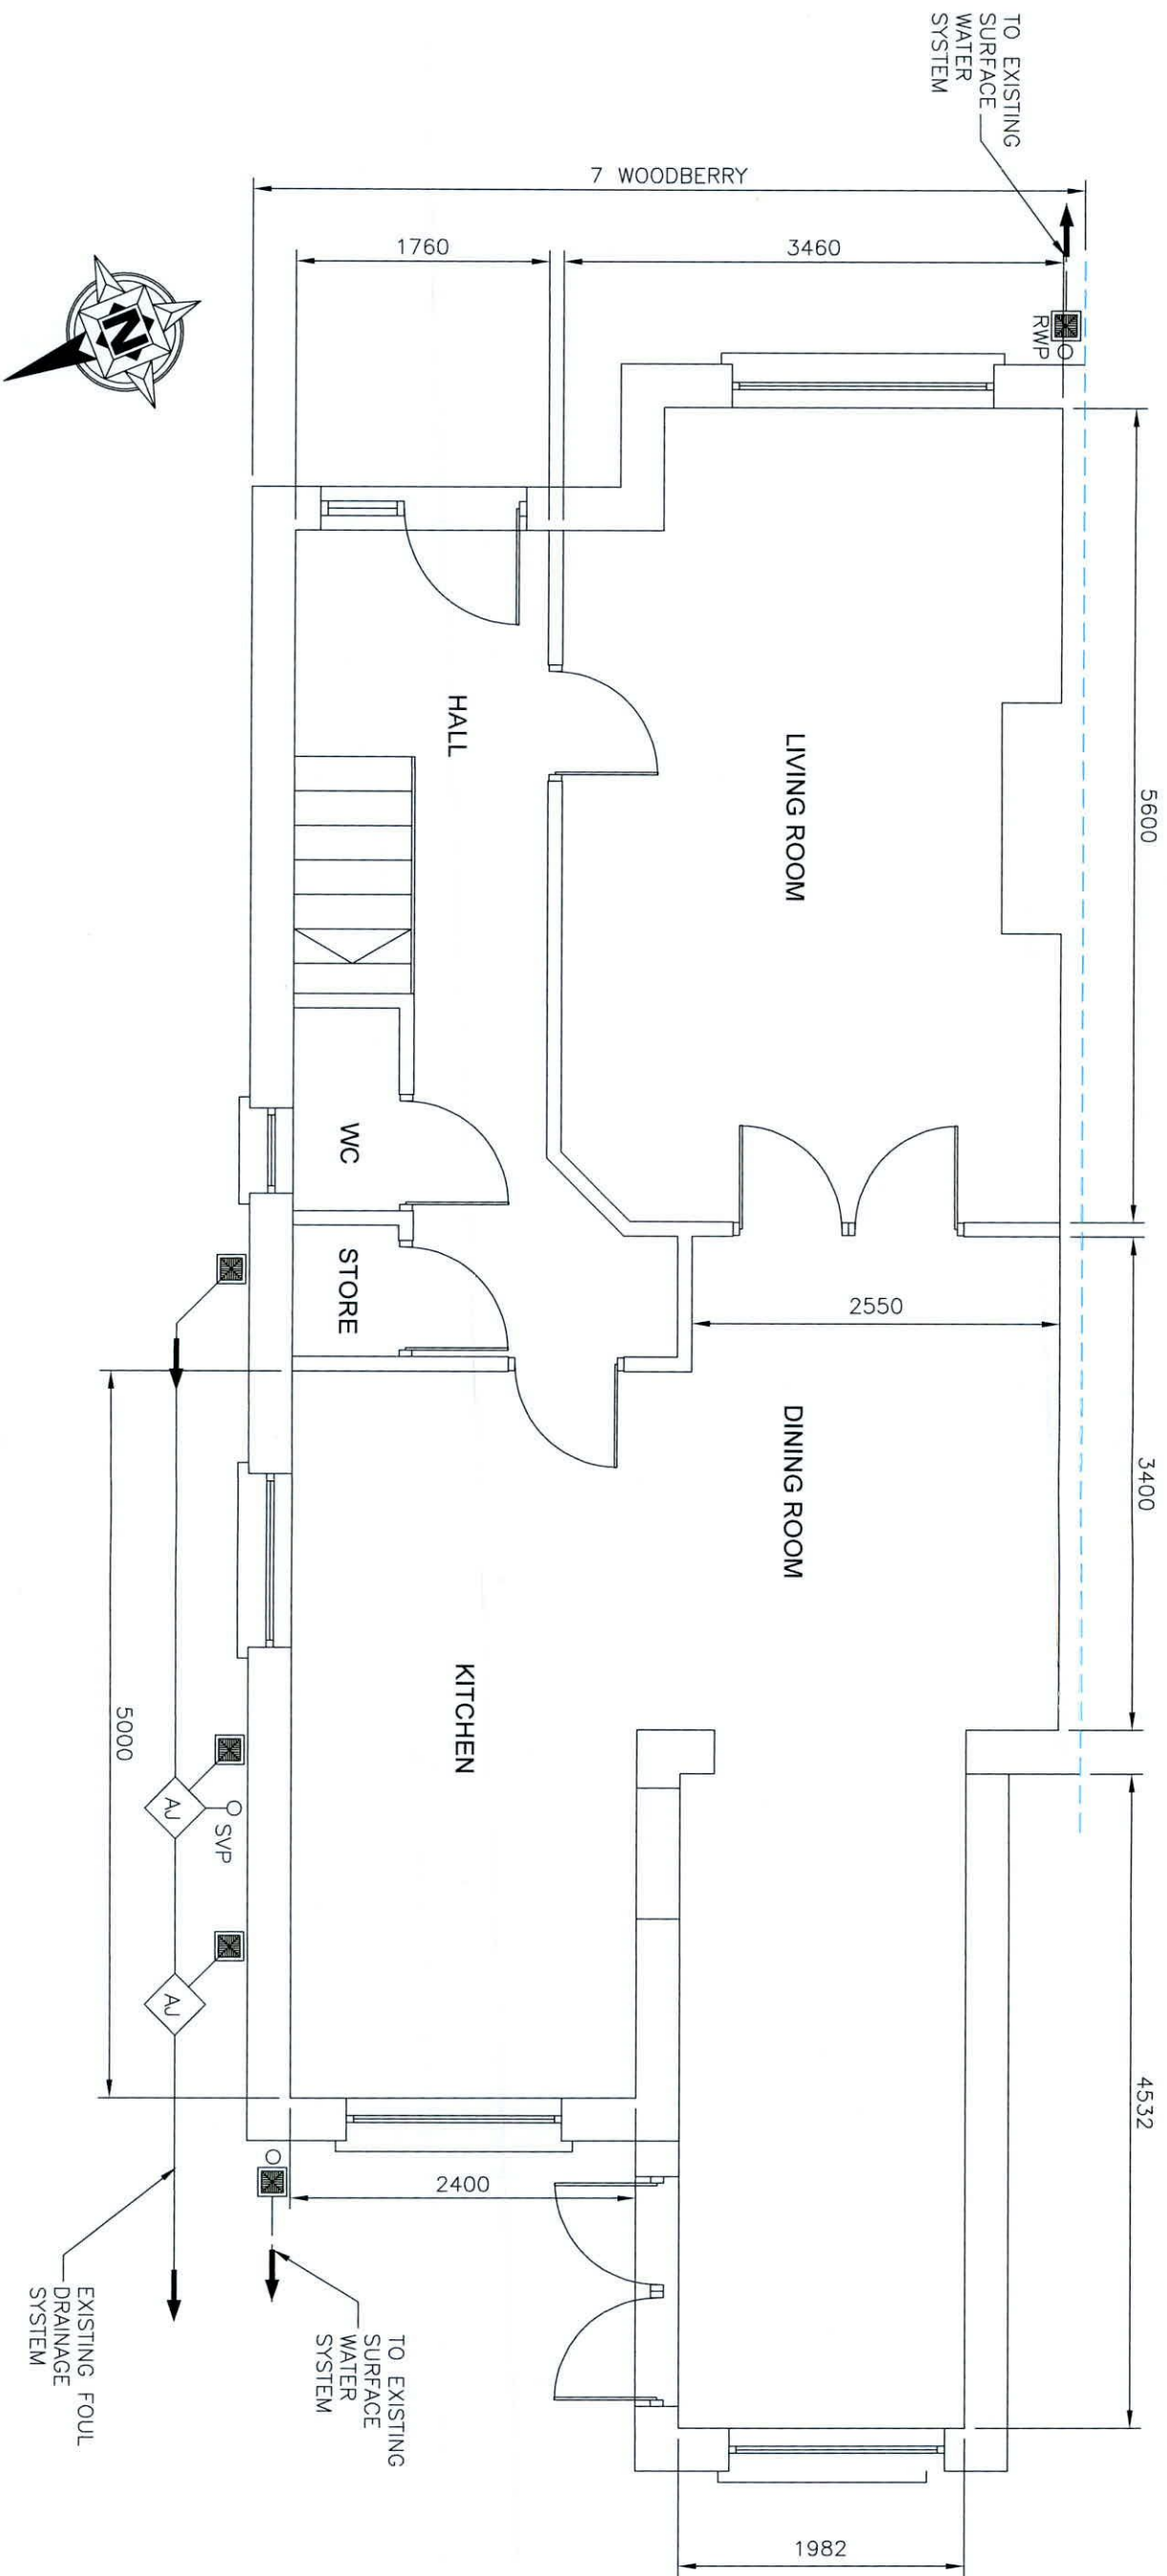 TO EXISTING
SURFACE
WATER
SYSTEM
7 WOODBERRY
1760
3460
RWP
N
5600
LIVING ROOM
HALL
WC
STORE
2550
3400
DINING ROOM
KITCHEN
5000
AJ
SVP
AJ
4532
2400
1982
TO EXISTING
SURFACE
WATER
SYSTEM
EXISTING FOUL
DRAINAGE
SYSTEM